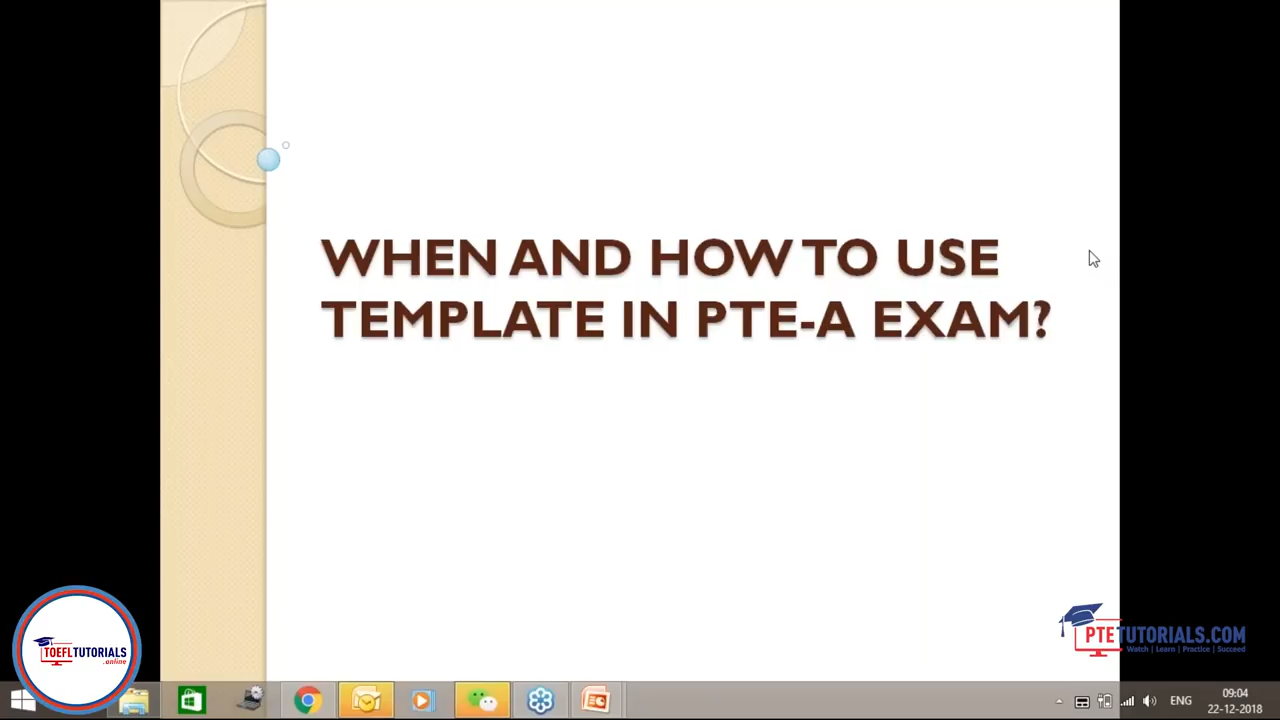 WHEN AND HOW TO USE
TEMPLATE IN PTE-A EXAM?
TOEFLTUTORIALS
.online
PTETUTORIALS.COM
Watch | Learn | Practice | Succeed
ENG
09:04
22-12-2018